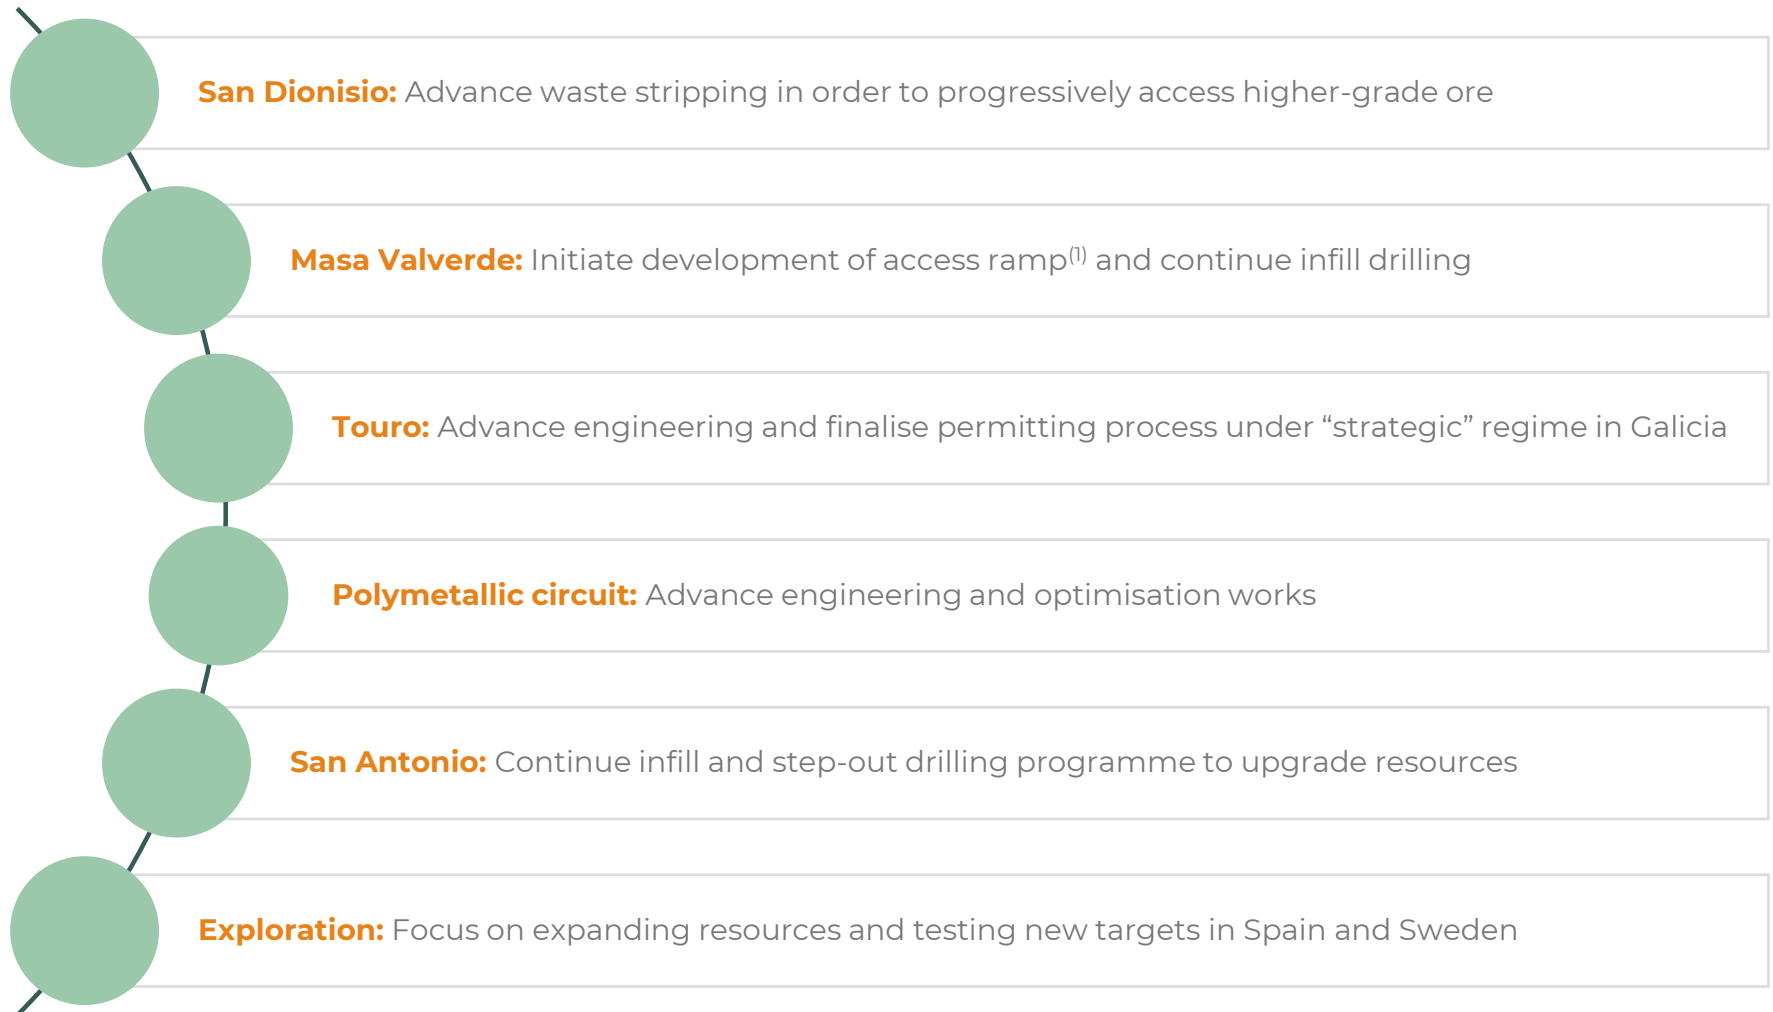 San Dionisio: Advance waste stripping in order to progressively access higher-grade ore
Masa Valverde: Initiate development of access ramp(1) and continue infill drilling
Touro: Advance engineering and finalise permitting process under “strategic” regime in Galicia
Polymetallic circuit: Advance engineering and optimisation works
San Antonio: Continue infill and step-out drilling programme to upgrade resources
Exploration: Focus on expanding resources and testing new targets in Spain and Sweden